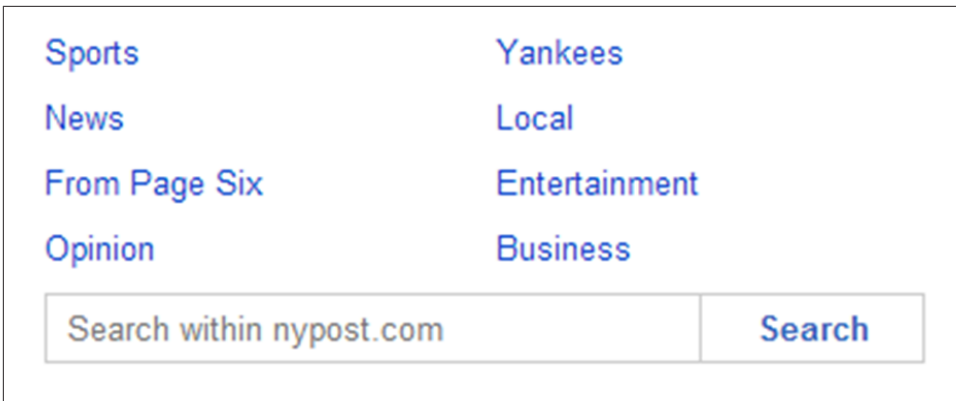 Sports Yankees
News Local
From Page Six Entertainment
Opinion Business
Search within nypost.com Search